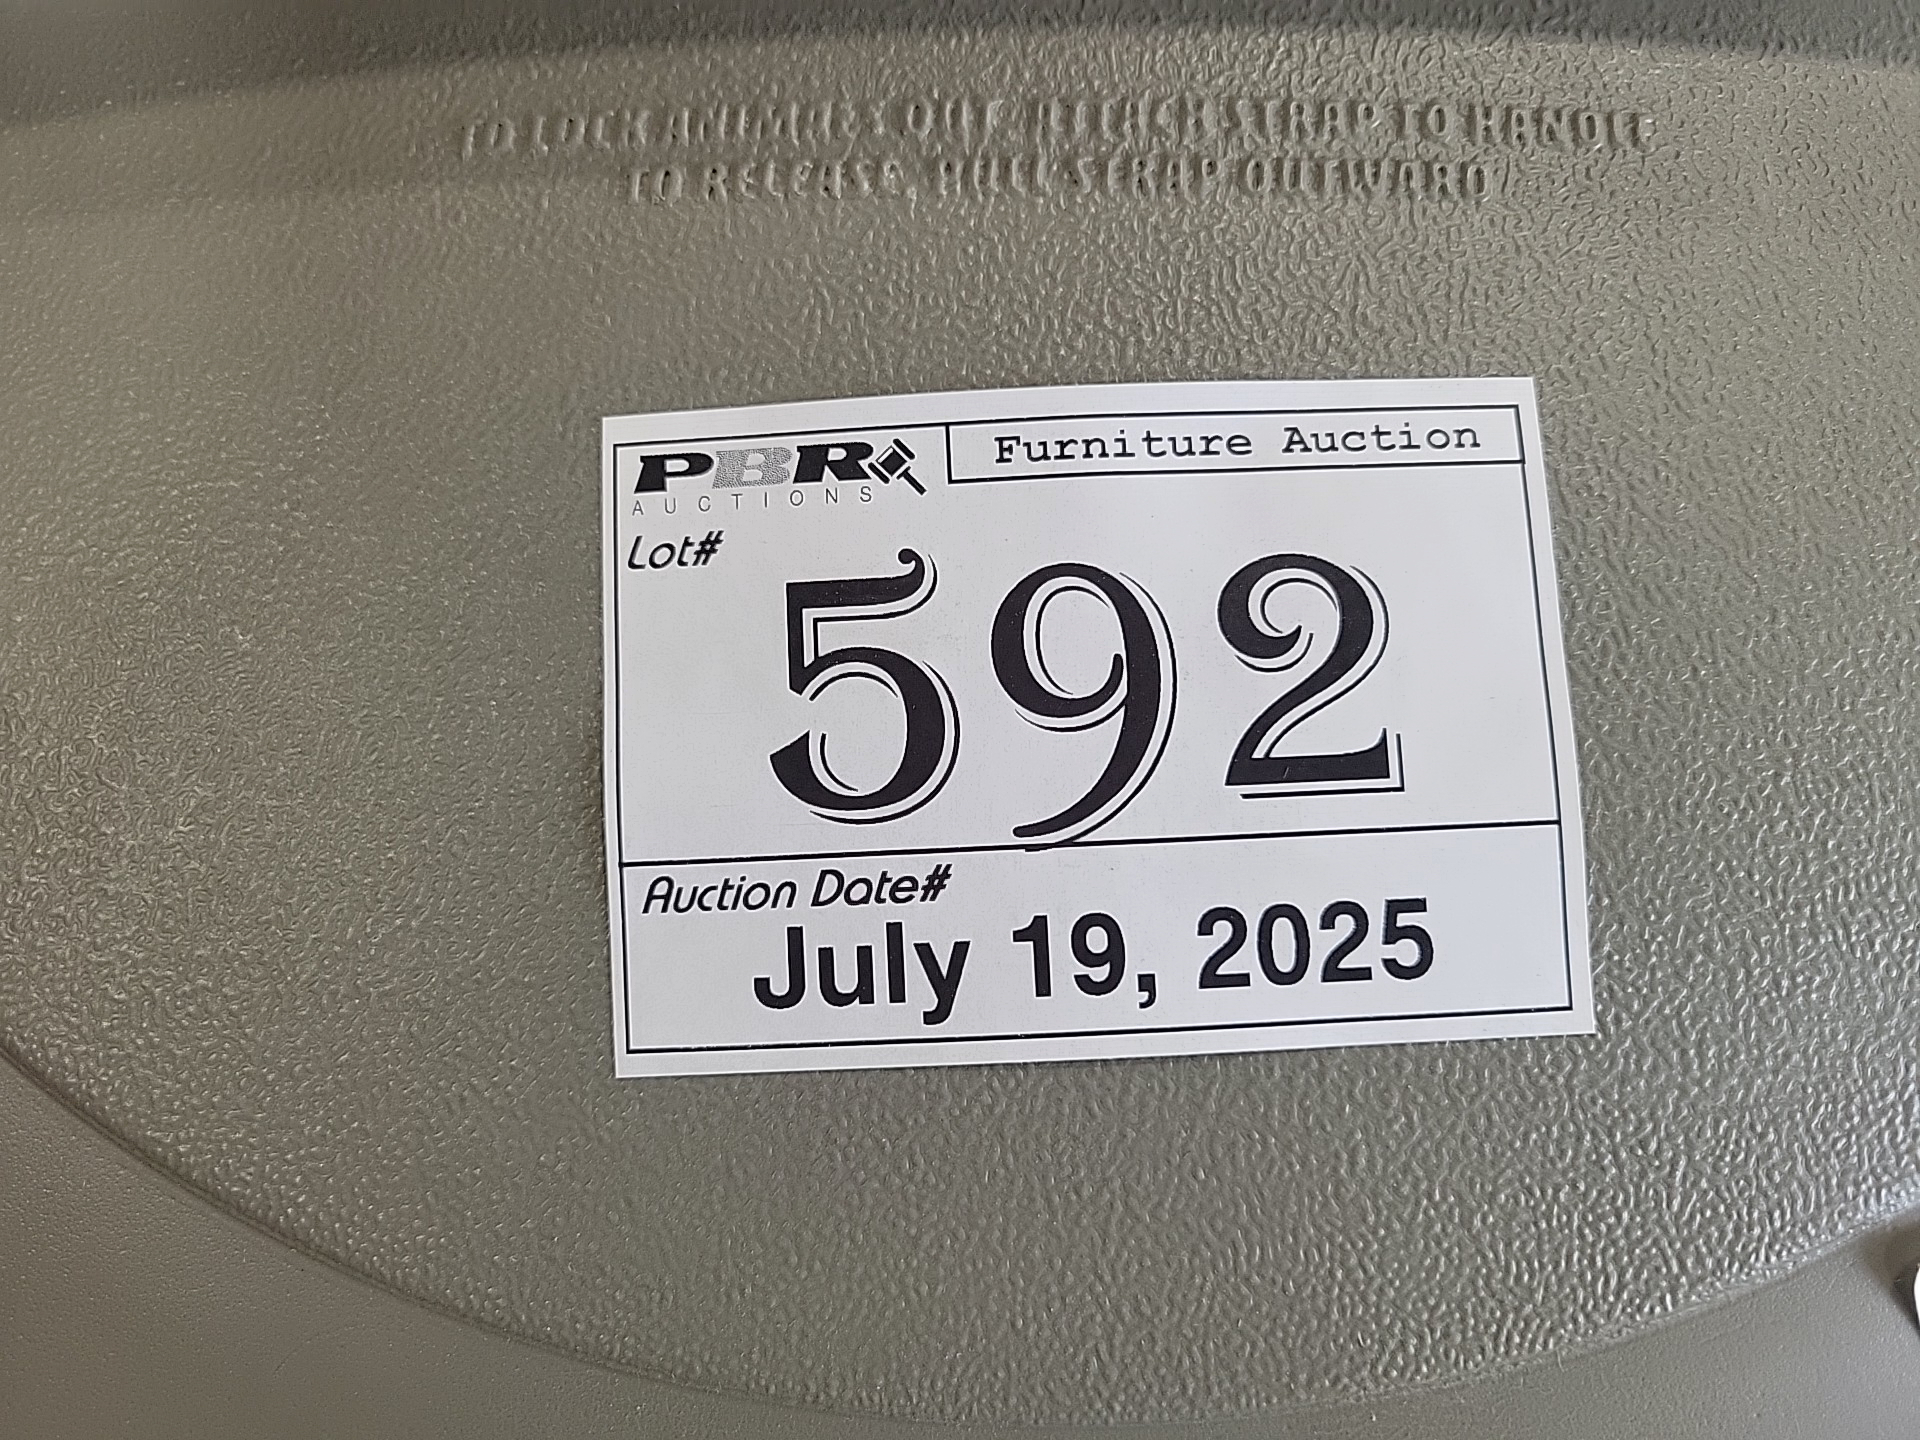 TO LOCK ANIMALS OUT, ATTACH STRAP TO HANDLE
TO RELEASE, PULL STRAP OUTWARD
PBR
AUCTIONS
Furniture Auction
Lot#
592
Auction Date#
July 19, 2025